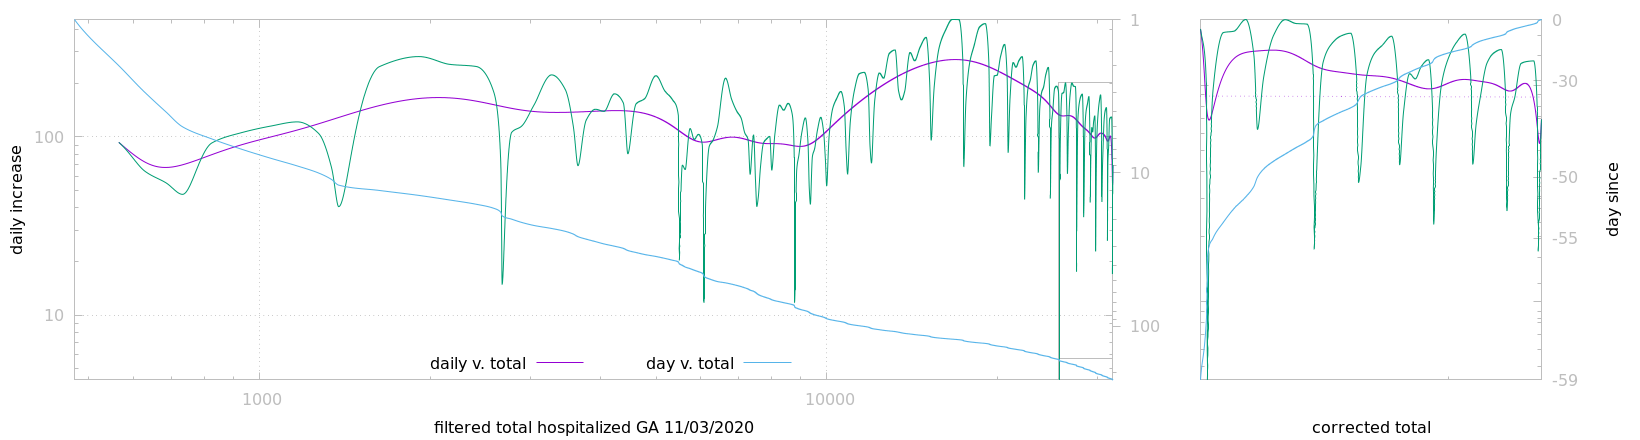 1
0
-30
100
daily increase
10
-50
day since
-55
10
100
daily v. total
day v. total
-59
1000
10000
filtered total hospitalized GA 11/03/2020
corrected total